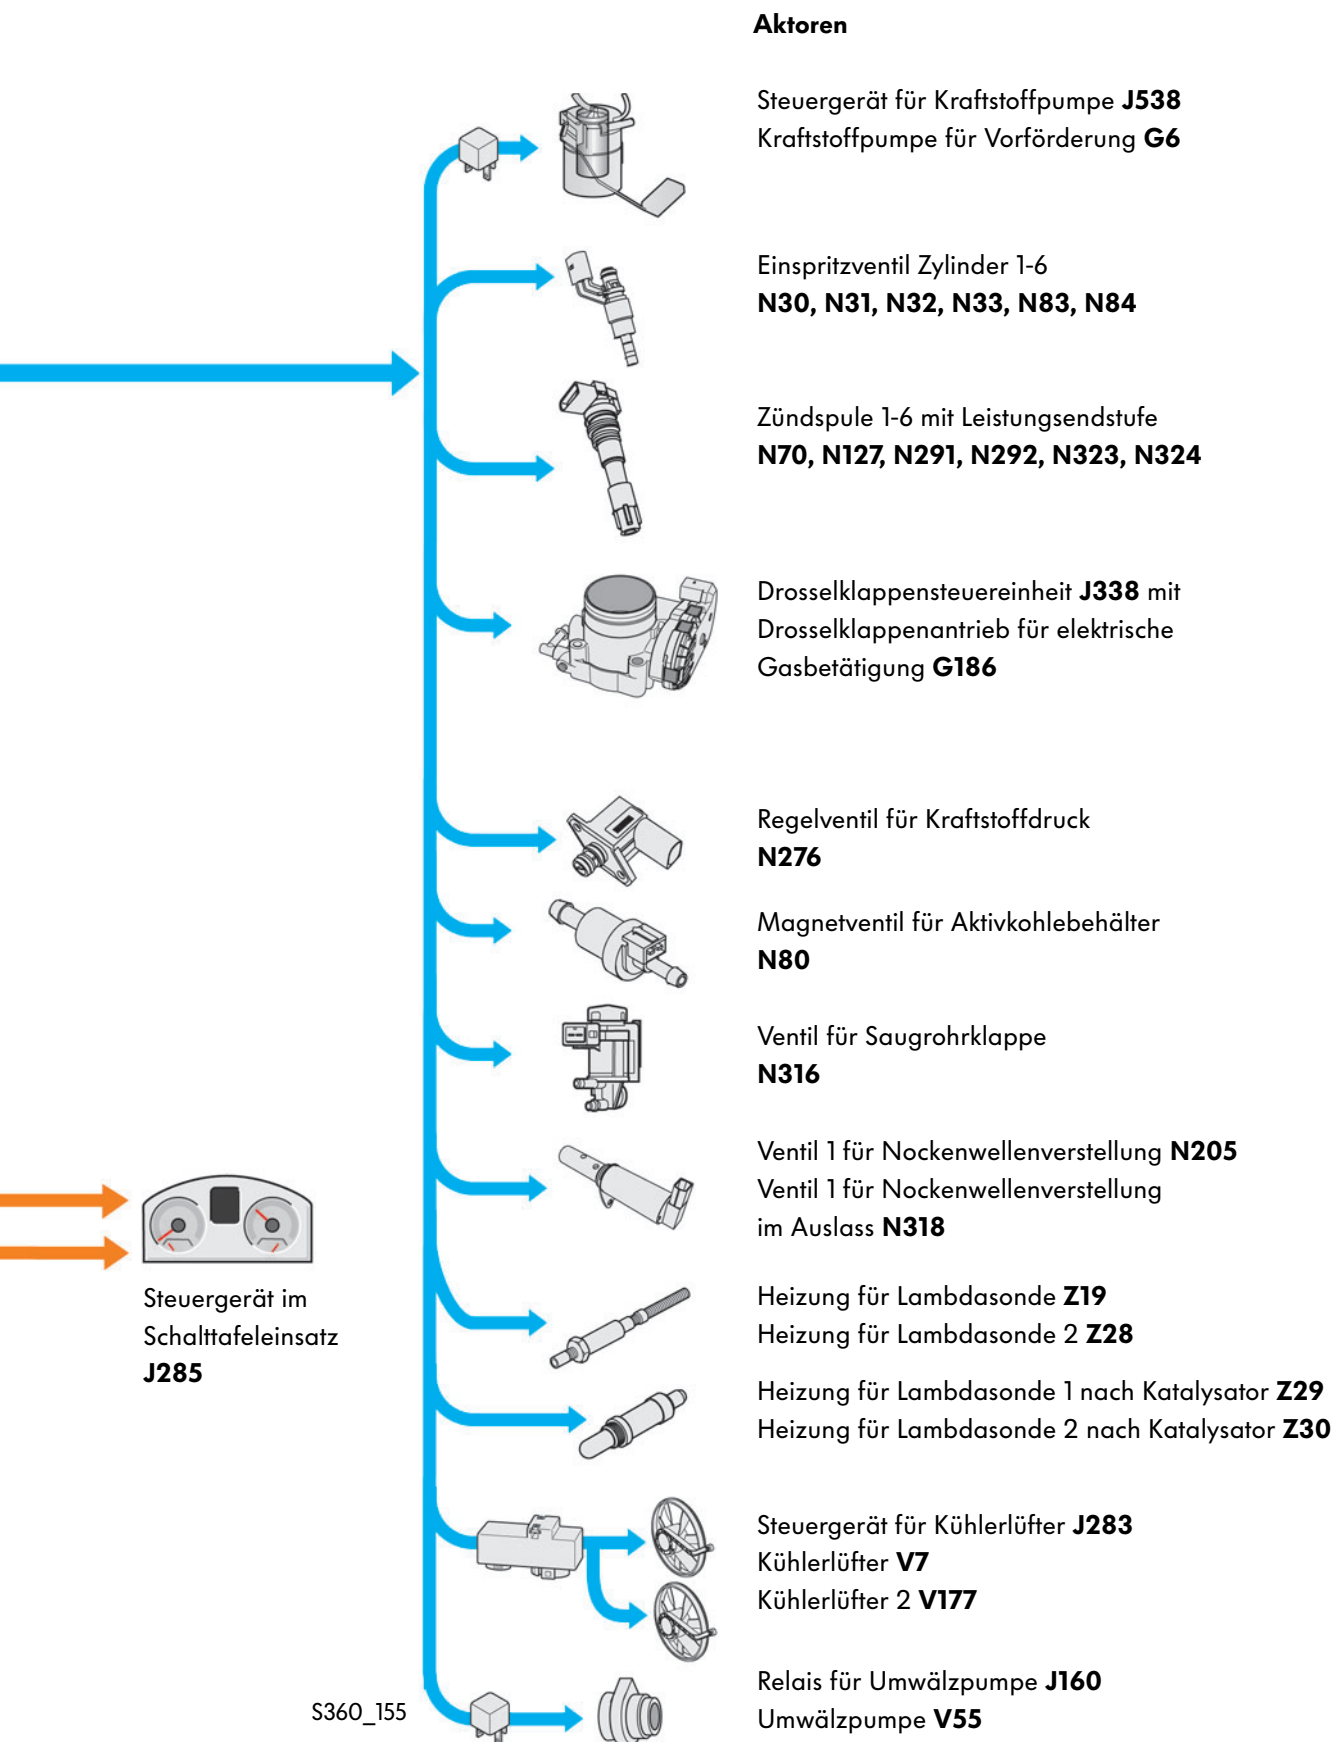 Aktoren
Steuergerät für Kraftstoffpumpe J538
Kraftstoffpumpe für Vorförderung G6
Einspritzventil Zylinder 1-6
N30, N31, N32, N33, N83, N84
Zündspule 1-6 mit Leistungsendstufe
N70, N127, N291, N292, N323, N324
Drosselklappensteuereinheit J338 mit
Drosselklappenantrieb für elektrische
Gasbetätigung G186
Regelventil für Kraftstoffdruck
N276
Magnetventil für Aktivkohlebehälter
N80
Ventil für Saugrohrklappe
N316
Ventil 1 für Nockenwellenverstellung N205
Ventil 1 für Nockenwellenverstellung
im Auslass N318
Steuergerät im
Schalttafeleinsatz
J285
Heizung für Lambdasonde Z19
Heizung für Lambdasonde 2 Z28
Heizung für Lambdasonde 1 nach Katalysator Z29
Heizung für Lambdasonde 2 nach Katalysator Z30
Steuergerät für Kühlerlüfter J283
Kühlerlüfter V7
Kühlerlüfter 2 V177
Relais für Umwälzpumpe J160
Umwälzpumpe V55
S360_155